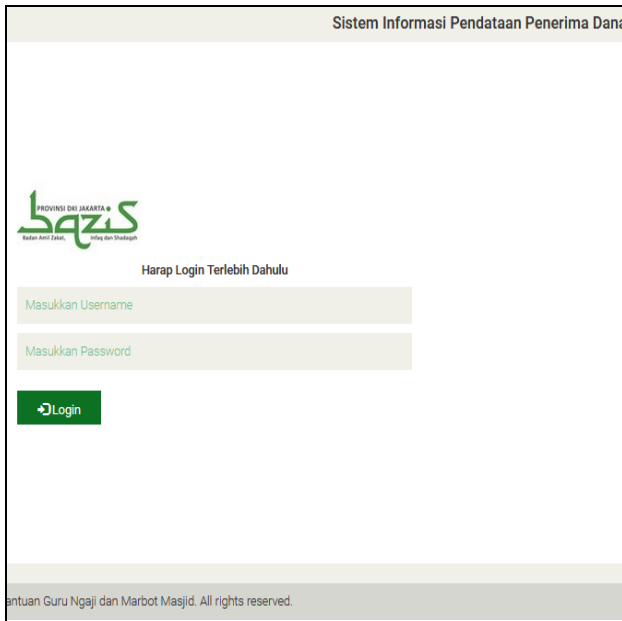 Sistem Informasi Pendataan Penerima Dana
PROVINSI DKI JAKARTA
bazis
Badan Amil Zakat, Infaq dan Shadaqah
Harap Login Terlebih Dahulu
Masukkan Username
Masukkan Password
Login
antuan Guru Ngaji dan Marbot Masjid. All rights reserved.